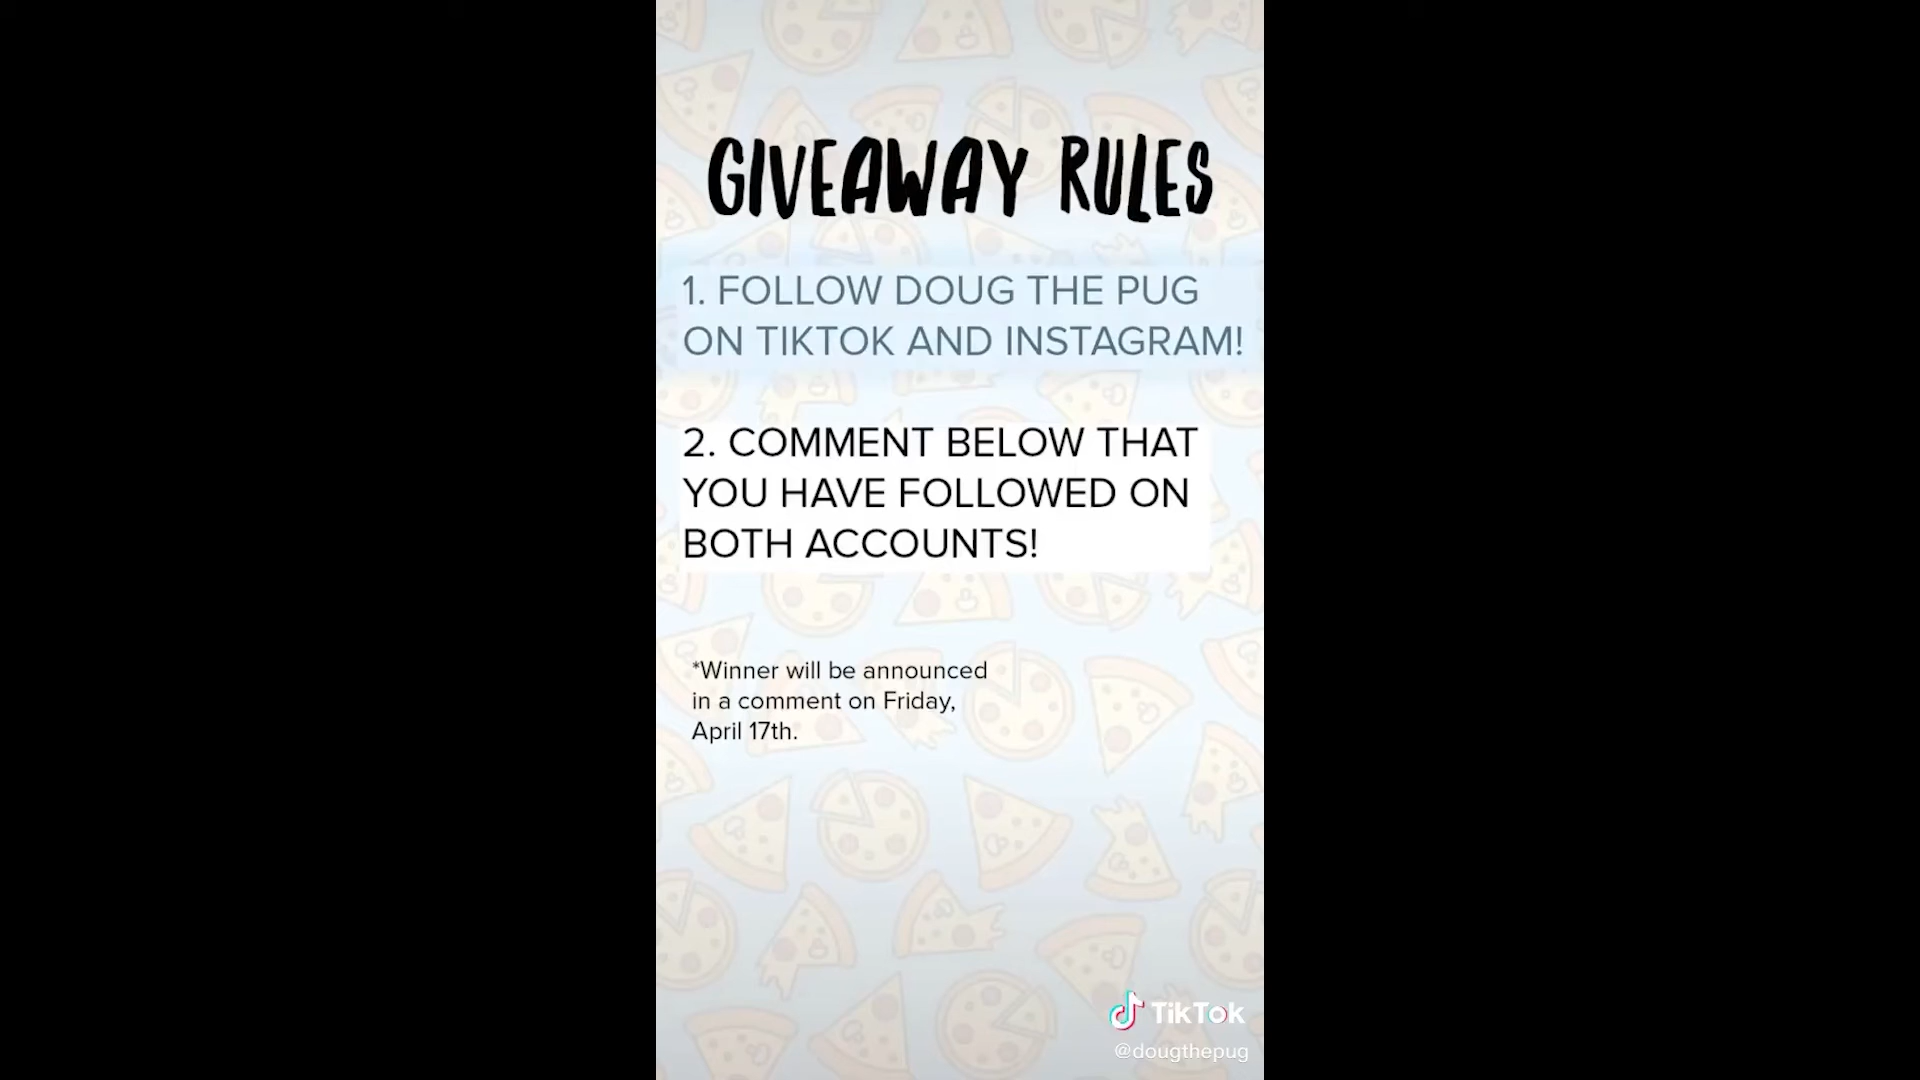 GIVEAWAY RULES
1. FOLLOW DOUG THE PUG
ON TIKTOK AND INSTAGRAM!
2. COMMENT BELOW THAT
YOU HAVE FOLLOWED ON
BOTH ACCOUNTS!
*Winner will be announced
in a comment on Friday,
April 17th.
TikTok
@dougthepug